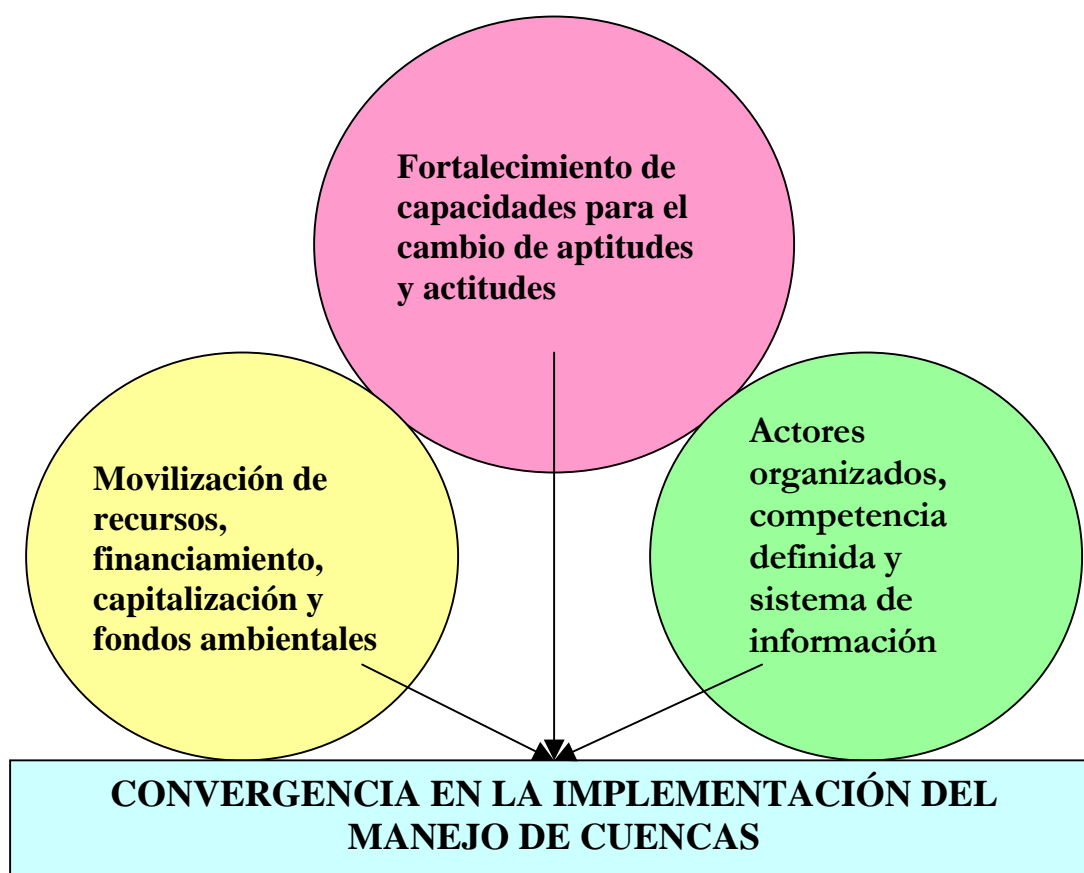 Fortalecimiento de
capacidades para el
cambio de aptitudes
y actitudes
Movilización de
recursos,
financiamiento,
capitalización y
fondos ambientales
Actores
organizados,
competencia
definida y
sistema de
información
CONVERGENCIA EN LA IMPLEMENTACIÓN DEL
MANEJO DE CUENCAS